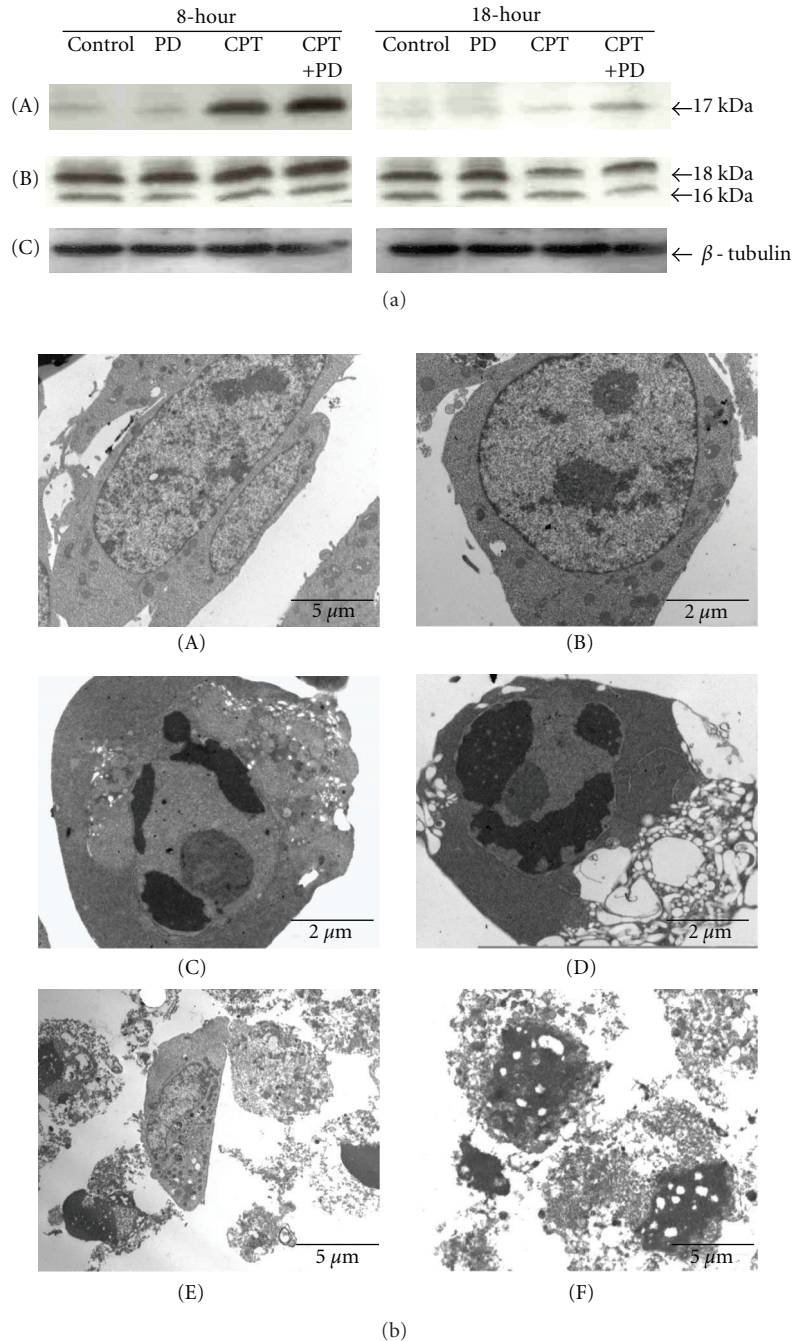 8-hour 18-hour
Control PD CPT CPT +PD Control PD CPT CPT +PD
(A) ←17 kDa
(B) ←18 kDa
←16 kDa
(C) ← β - tubulin
(a)
5 μm 2 μm
(A) (B)
2 μm 2 μm
(C) (D)
5 μm 5 μm
(E) (F)
(b)